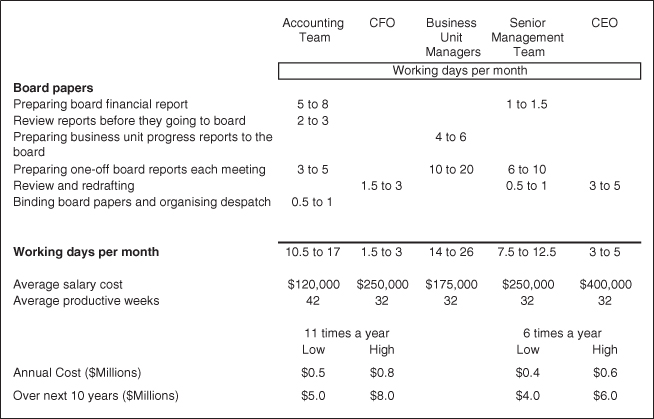 Accounting Team CFO Business Unit Managers Senior Management Team CEO
Working days per month
Board papers
Preparing board financial report 5 to 8 1 to 1.5
Review reports before they going to board 2 to 3
Preparing business unit progress reports to the board 4 to 6
Preparing one-off board reports each meeting 3 to 5 10 to 20 6 to 10
Review and redrafting 1.5 to 3 0.5 to 1 3 to 5
Binding board papers and organising despatch 0.5 to 1
Working days per month 10.5 to 17 1.5 to 3 14 to 26 7.5 to 12.5 3 to 5
Average salary cost $120,000 $250,000 $175,000 $250,000 $400,000
Average productive weeks 42 32 32 32 32
11 times a year 6 times a year
Low High Low High
Annual Cost ($Millions) $0.5 $0.8 $0.4 $0.6
Over next 10 years ($Millions) $5.0 $8.0 $4.0 $6.0